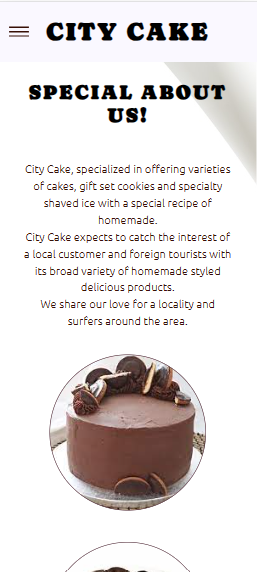 CITY CAKE
SPECIAL ABOUT
US!
City Cake, specialized in offering varieties
of cakes, gift set cookies and specialty
shaved ice with a special recipe of
homemade.
City Cake expects to catch the interest of
a local customer and foreign tourists with
its broad variety of homemade styled
delicious products.
We share our love for a locality and
surfers around the area.